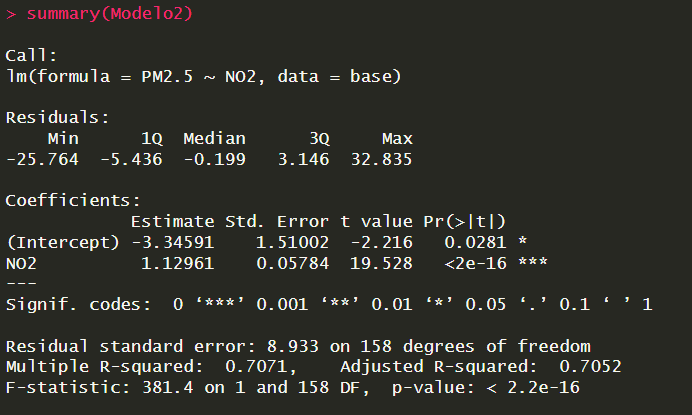 > summary(Modelo2)
Call:
lm(formula = PM2.5 ~ NO2, data = base)
Residuals:
    Min      1Q  Median      3Q     Max
-25.764  -5.436  -0.199   3.146  32.835
Coefficients:
            Estimate Std. Error t value Pr(>|t|)
(Intercept) -3.34591    1.51002  -2.216   0.0281 *
NO2          1.12961    0.05784  19.528   <2e-16 ***
---
Signif. codes:  0 ‘***’ 0.001 ‘**’ 0.01 ‘*’ 0.05 ‘.’ 0.1 ‘ ’ 1
Residual standard error: 8.933 on 158 degrees of freedom
Multiple R-squared:  0.7071,    Adjusted R-squared:  0.7052
F-statistic: 381.4 on 1 and 158 DF,  p-value: < 2.2e-16